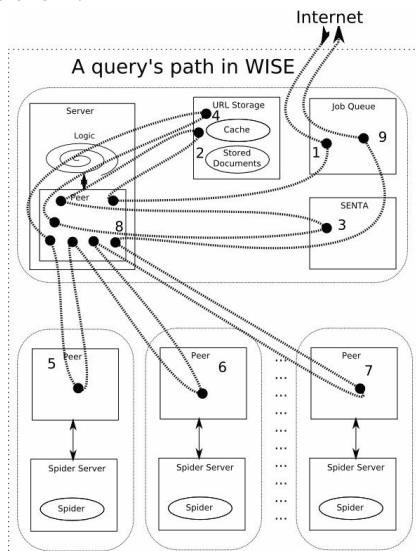 Internet
A query's path in WISE
Server
Logic
Peer
8
4
URL Storage
Cache
2
Stored
Documents
Job Queue
9
1
SENTA
3
5
Peer
Spider Server
Spider
Peer
6
Spider Server
Spider
...
...
...
...
...
...
...
...
...
Peer
7
Spider Server
Spider